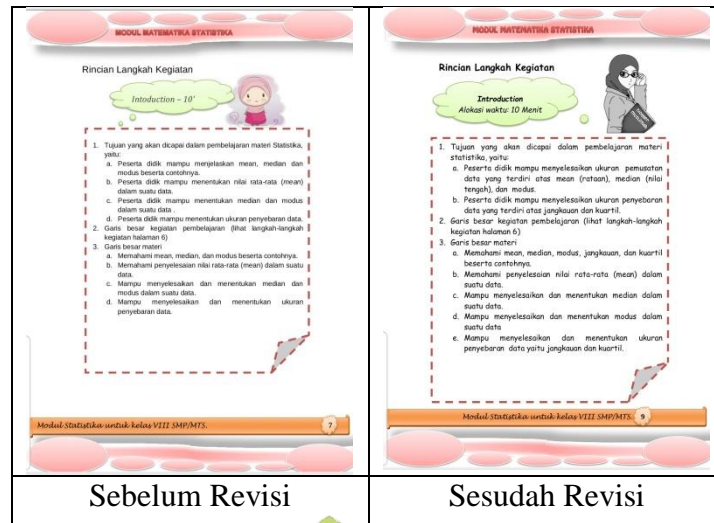 MODUL MATEMATIKA STATISTIKA
Rincian Langkah Kegiatan
Intoduction – 10'
1. Tujuan yang akan dicapai dalam pembelajaran materi Statistika,
yaitu:
a. Peserta didik mampu menjelaskan mean, median dan
modus beserta contohnya.
b. Peserta didik mampu menentukan nilai rata-rata (mean)
dalam suatu data.
c. Peserta didik mampu menentukan median dan modus
dalam suatu data .
d. Peserta didik mampu menentukan ukuran penyebaran data.
2. Garis besar kegiatan pembelajaran (lihat langkah-langkah
kegiatan halaman 6)
3. Garis besar materi
a. Memahami mean, median, dan modus beserta contohnya.
b. Memahami penyelesaian nilai rata-rata (mean) dalam suatu
data.
c. Mampu menyelesaikan dan menentukan median dan
modus dalam suatu data.
d. Mampu menyelesaikan dan menentukan ukuran
penyebaran data.
Modul Statistika untuk kelas VIII SMP/MTS.
7
Sebelum Revisi
MODUL MATEMATIKA STATISTIKA
Rincian Langkah Kegiatan
Introduction
Alokasi waktu: 10 Menit
1. Tujuan yang akan dicapai dalam pembelajaran materi
statistika, yaitu:
a. Peserta didik mampu menyelesaikan ukuran pemusatan
data yang terdiri atas mean (rataan), median (nilai
tengah), dan modus.
b. Peserta didik mampu menyelesaikan ukuran penyebaran
data yang terdiri atas jangkauan dan kuartil.
2. Garis besar kegiatan pembelajaran (lihat langkah-langkah
kegiatan halaman 6)
3. Garis besar materi
a. Memahami mean, median, modus, jangkauan, dan kuartil
beserta contohnya.
b. Memahami penyelesaian nilai rata-rata (mean) dalam
suatu data.
c. Mampu menyelesaikan dan menentukan median dalam
suatu data.
d. Mampu menyelesaikan dan menentukan modus dalam
suatu data
e. Mampu menyelesaikan dan menentukan ukuran
penyebaran data yaitu jangkauan dan kuartil.
Modul Statistika untuk kelas VIII SMP/MTS.
9
Sesudah Revisi